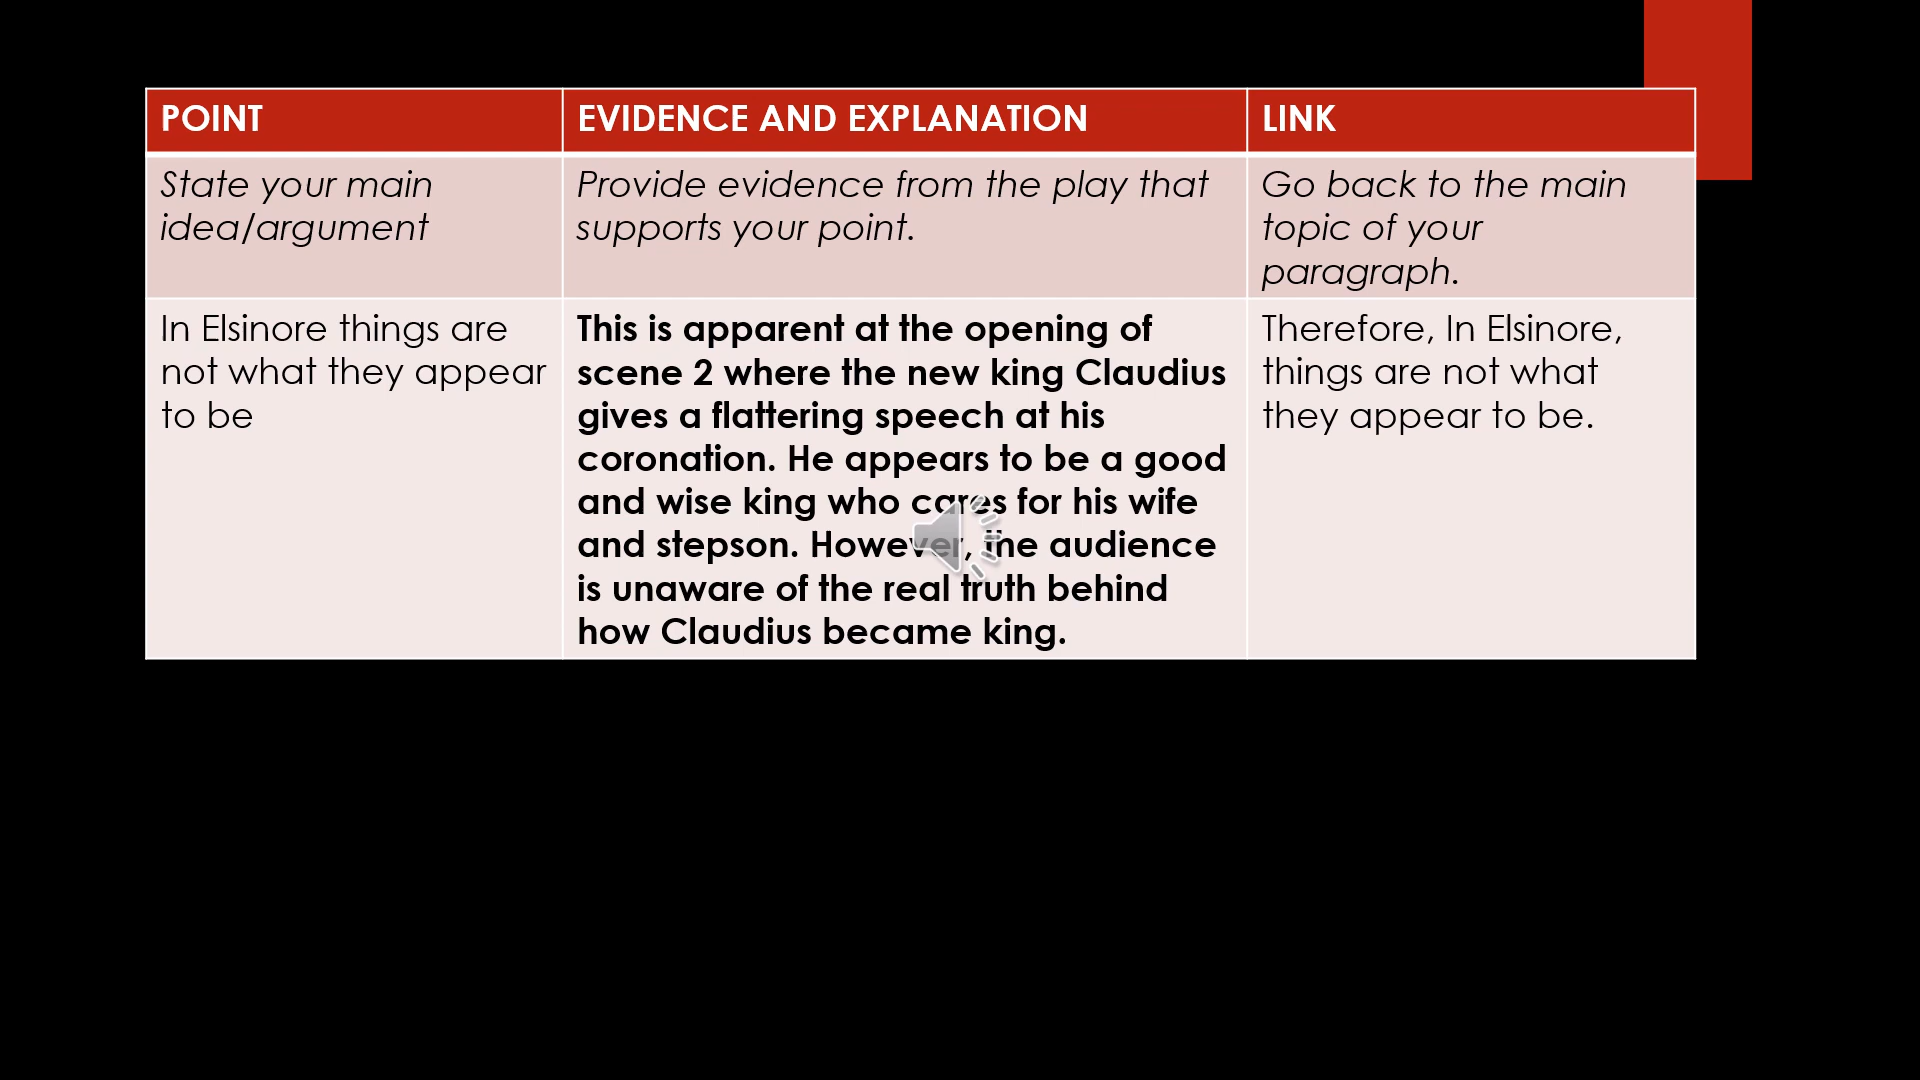 POINT
EVIDENCE AND EXPLANATION
LINK
State your main
idea/argument
Provide evidence from the play that
supports your point.
Go back to the main
topic of your
paragraph.
In Elsinore things are
not what they appear
to be
This is apparent at the opening of
scene 2 where the new king Claudius
gives a flattering speech at his
coronation. He appears to be a good
and wise king who cares for his wife
and stepson. However, the audience
is unaware of the real truth behind
how Claudius became king.
Therefore, In Elsinore,
things are not what
they appear to be.